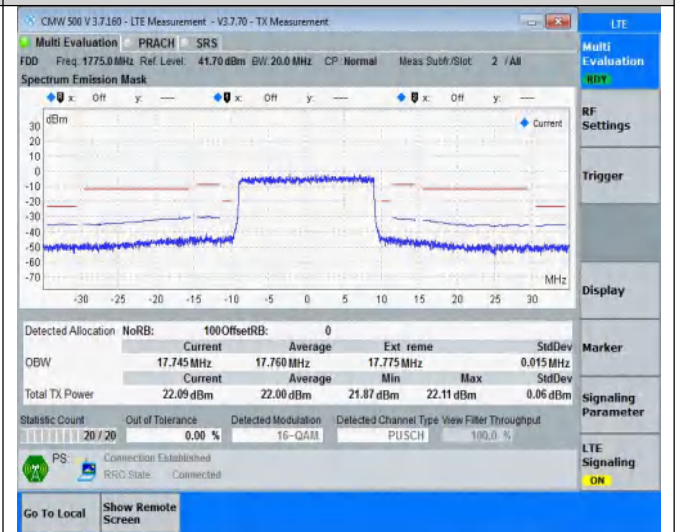 CMW 500 V 3.7.160 - LTE Measurement - V3.7.70 - TX Measurement
LTE
Multi Evaluation PRACH SRS
Multi Evaluation
RDY
FDD Freq: 1775.0 MHz Ref. Level: 41.70 dBm BW: 20.0 MHz CP: Normal Meas Subfr./Slot: 2 / All
Spectrum Emission Mask
x: Off y: --- x: Off y: --- x: Off y: ---
dBm
Current
30
20
10
0
-10
-20
-30
-40
-50
-60
-70
MHz
-30 -25 -20 -15 -10 -5 0 5 10 15 20 25 30
RF Settings
Trigger
Display
Marker
Signaling Parameter
LTE Signaling
ON
Detected Allocation NoRB: 100 OffsetRB: 0
Current Average Ext reme StdDev
OBW 17.745 MHz 17.760 MHz 17.775 MHz 0.015 MHz
Current Average Min Max StdDev
Total TX Power 22.09 dBm 22.00 dBm 21.87 dBm 22.11 dBm 0.06 dBm
Statistic Count Out of Tolerance Detected Modulation Detected Channel Type View Filter Throughput
20 / 20 0.00 % 16-QAM PUSCH 100.0 %
PS: Connection Established
RRC State: Connected
Go To Local Show Remote Screen